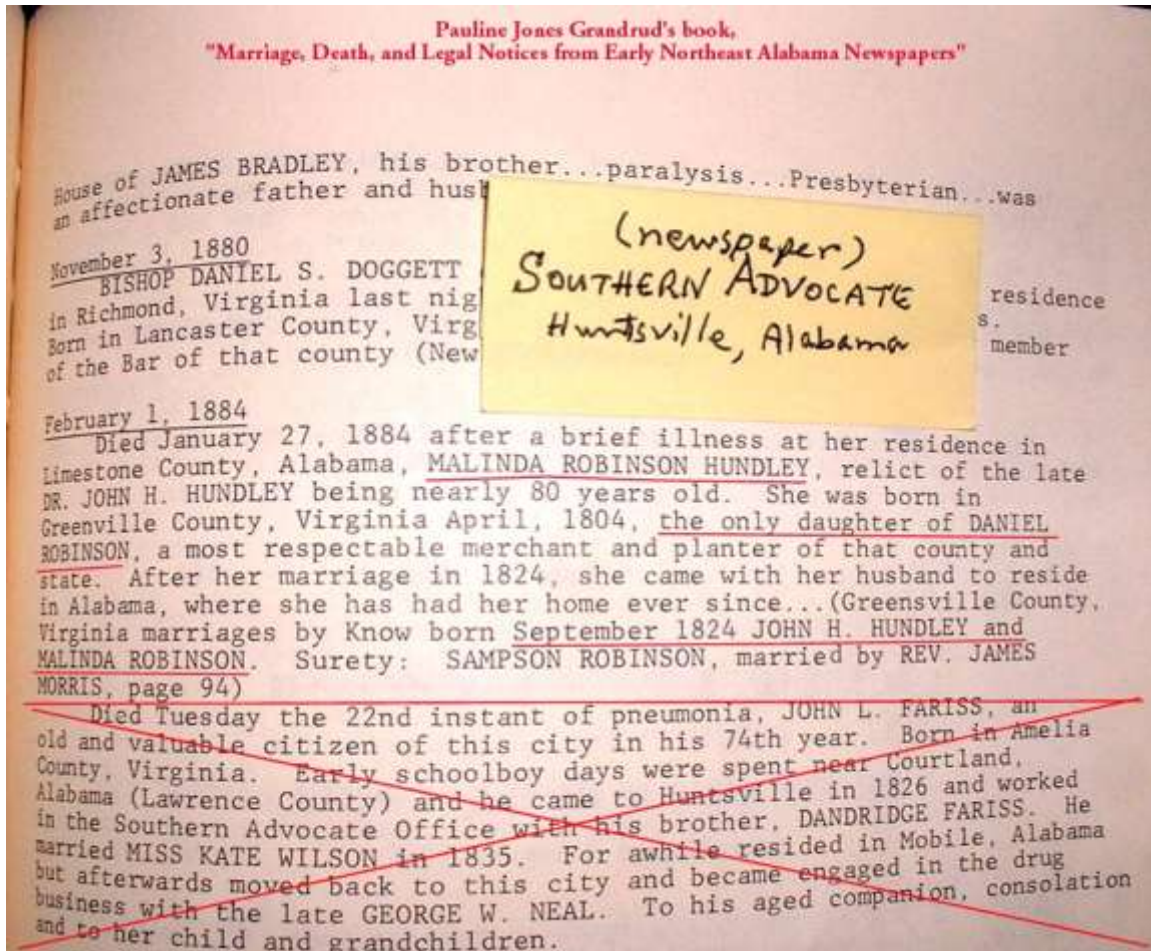 Pauline Jones Grandrud's book,
"Marriage, Death, and Legal Notices from Early Northeast Alabama Newspapers"
House of JAMES BRADLEY, his brother...paralysis...Presbyterian...was
an affectionate father and hus
(newspaper)
SOUTHERN ADVOCATE
Huntsville, Alabama
November 3, 1880
BISHOP DANIEL S. DOGGETT residence
in Richmond, Virginia last nig s.
Born in Lancaster County, Virg member
of the Bar of that county (New
February 1, 1884
Died January 27, 1884 after a brief illness at her residence in
Limestone County, Alabama, MALINDA ROBINSON HUNDLEY, relict of the late
DR. JOHN H. HUNDLEY being nearly 80 years old. She was born in
Greenville County, Virginia April, 1804, the only daughter of DANIEL
ROBINSON, a most respectable merchant and planter of that county and
state. After her marriage in 1824, she came with her husband to reside
in Alabama, where she has had her home ever since...(Greensville County,
Virginia marriages by Know born September 1824 JOHN H. HUNDLEY and
MALINDA ROBINSON. Surety: SAMPSON ROBINSON, married by REV. JAMES
MORRIS, page 94)
Died Tuesday the 22nd instant of pneumonia, JOHN L. FARISS, an
old and valuable citizen of this city in his 74th year. Born in Amelia
County, Virginia. Early schoolboy days were spent near Courtland,
Alabama (Lawrence County) and he came to Huntsville in 1826 and worked
in the Southern Advocate Office with his brother, DANDRIDGE FARISS. He
married MISS KATE WILSON in 1835. For awhile resided in Mobile, Alabama
but afterwards moved back to this city and became engaged in the drug
business with the late GEORGE W. NEAL. To his aged companion, consolation
and to her child and grandchildren.